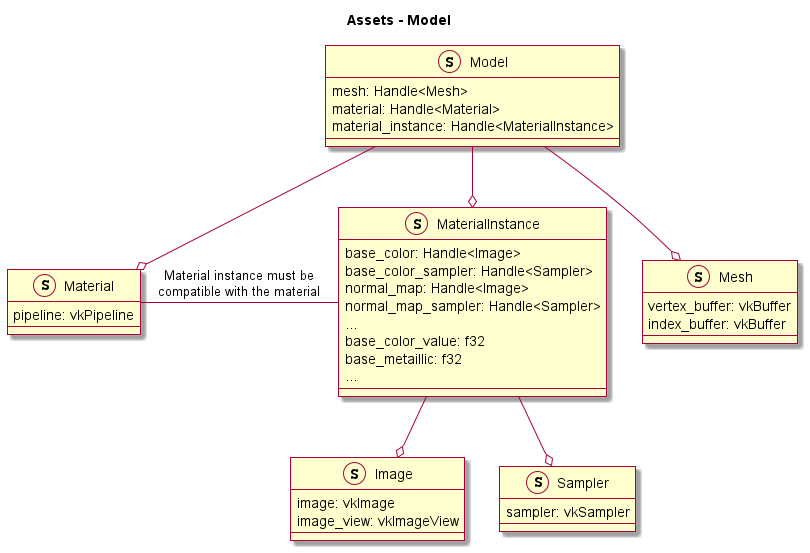 Assets - Model
S Model
mesh: Handle<Mesh>
material: Handle<Material>
material_instance: Handle<MaterialInstance>
S MaterialInstance
base_color: Handle<Image>
base_color_sampler: Handle<Sampler>
normal_map: Handle<Image>
normal_map_sampler: Handle<Sampler>
...
base_color_value: f32
base_metaillic: f32
...
S Material
pipeline: vkPipeline
Material instance must be
compatible with the material
S Mesh
vertex_buffer: vkBuffer
index_buffer: vkBuffer
S Image
image: vkImage
image_view: vkImageView
S Sampler
sampler: vkSampler